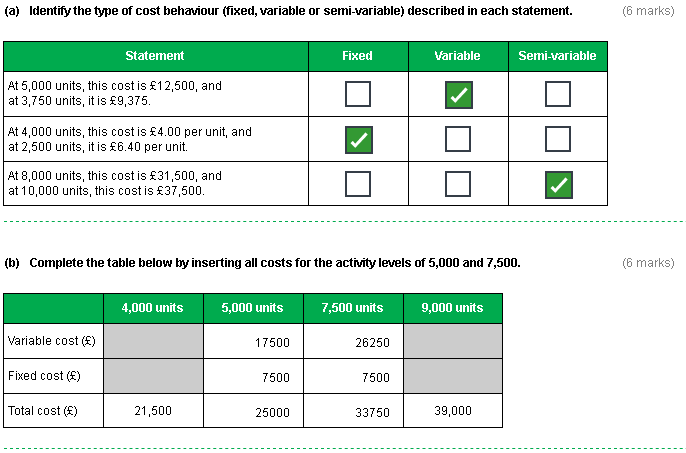 (a) Identify the type of cost behaviour (fixed, variable or semi-variable) described in each statement. (6 marks)
Statement Fixed Variable Semi-variable
At 5,000 units, this cost is £12,500, and
at 3,750 units, it is £9,375.
At 4,000 units, this cost is £4.00 per unit, and
at 2,500 units, it is £6.40 per unit.
At 8,000 units, this cost is £31,500, and
at 10,000 units, this cost is £37,500.
(b) Complete the table below by inserting all costs for the activity levels of 5,000 and 7,500. (6 marks)
4,000 units 5,000 units 7,500 units 9,000 units
Variable cost (£) 17500 26250
Fixed cost (£) 7500 7500
Total cost (£) 21,500 25000 33750 39,000